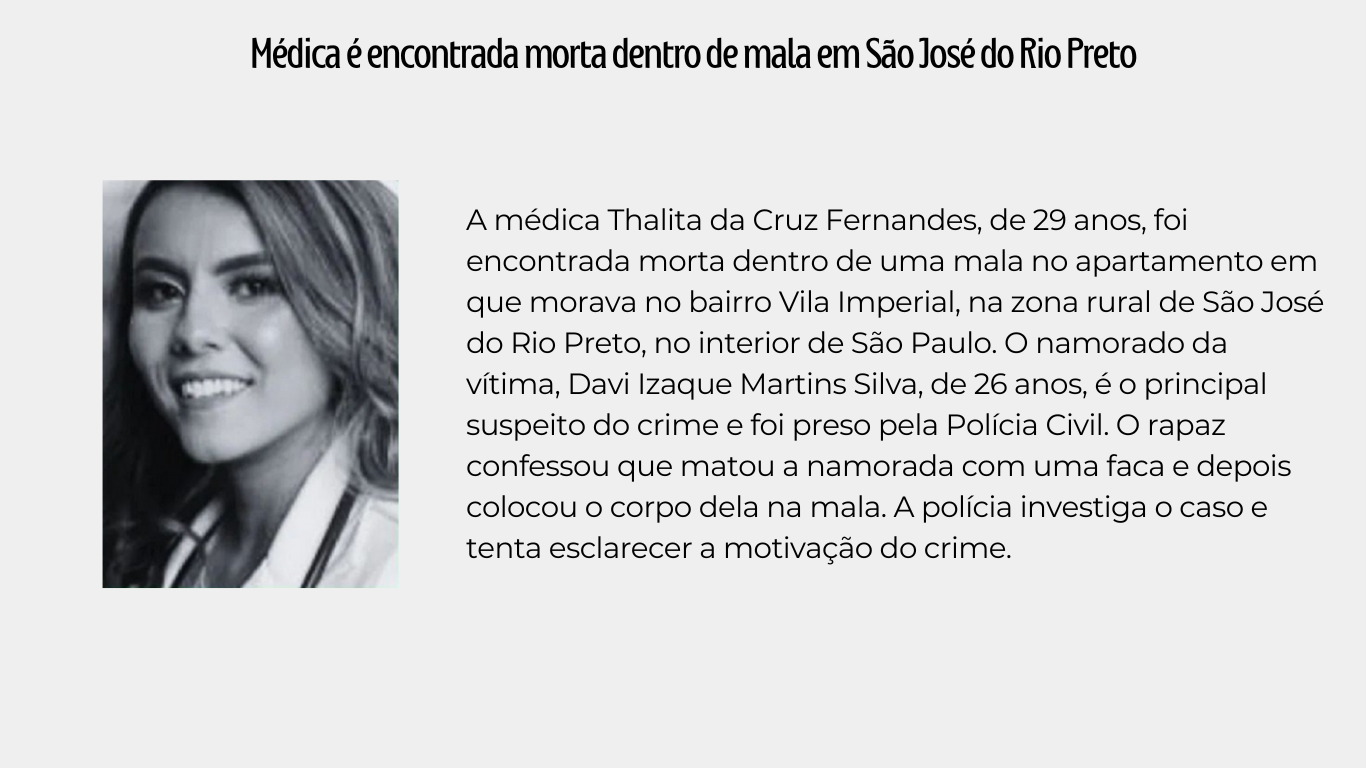 Médica é encontrada morta dentro de mala em São José do Rio Preto
A médica Thalita da Cruz Fernandes, de 29 anos, foi
encontrada morta dentro de uma mala no apartamento em
que morava no bairro Vila Imperial, na zona rural de São José
do Rio Preto, no interior de São Paulo. O namorado da
vítima, Davi Izaque Martins Silva, de 26 anos, é o principal
suspeito do crime e foi preso pela Polícia Civil. O rapaz
confessou que matou a namorada com uma faca e depois
colocou o corpo dela na mala. A polícia investiga o caso e
tenta esclarecer a motivação do crime.